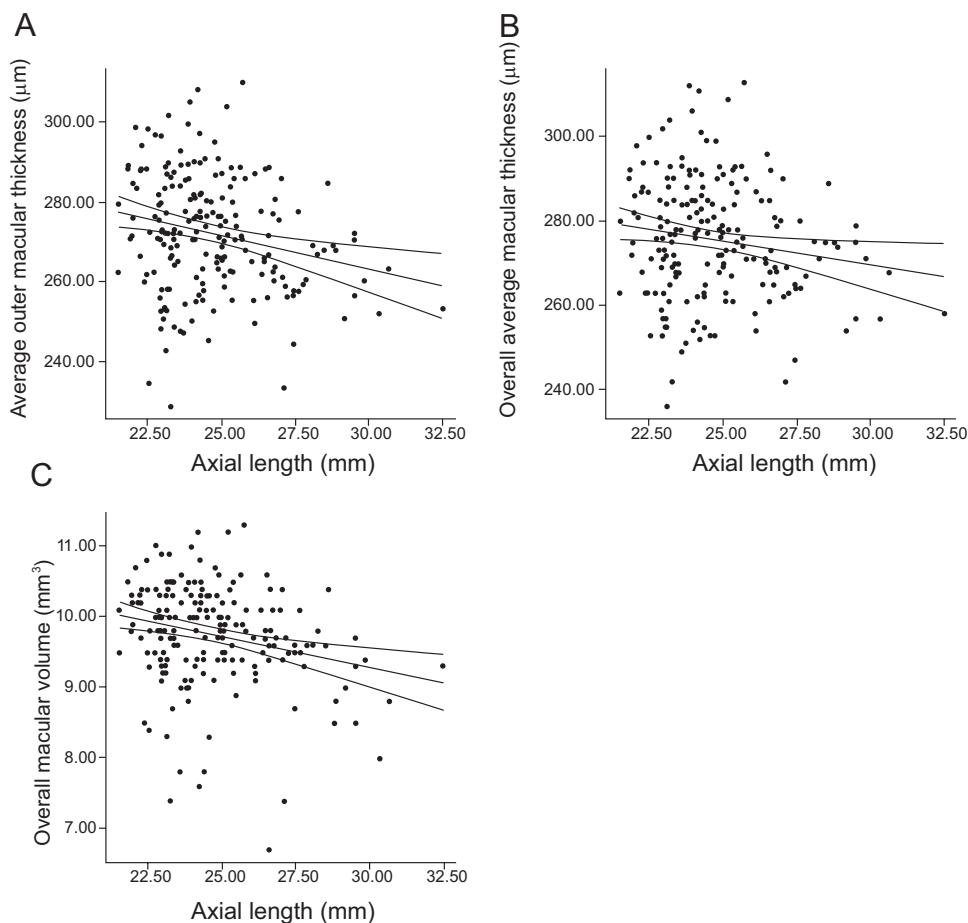 A
Average outer macular thickness (μm)
300.00
280.00
260.00
240.00
22.50 25.00 27.50 30.00 32.50
Axial length (mm)
B
Overall average macular thickness (μm)
300.00
280.00
260.00
240.00
22.50 25.00 27.50 30.00 32.50
Axial length (mm)
C
Overall macular volume (mm³)
11.00
10.00
9.00
8.00
7.00
22.50 25.00 27.50 30.00 32.50
Axial length (mm)